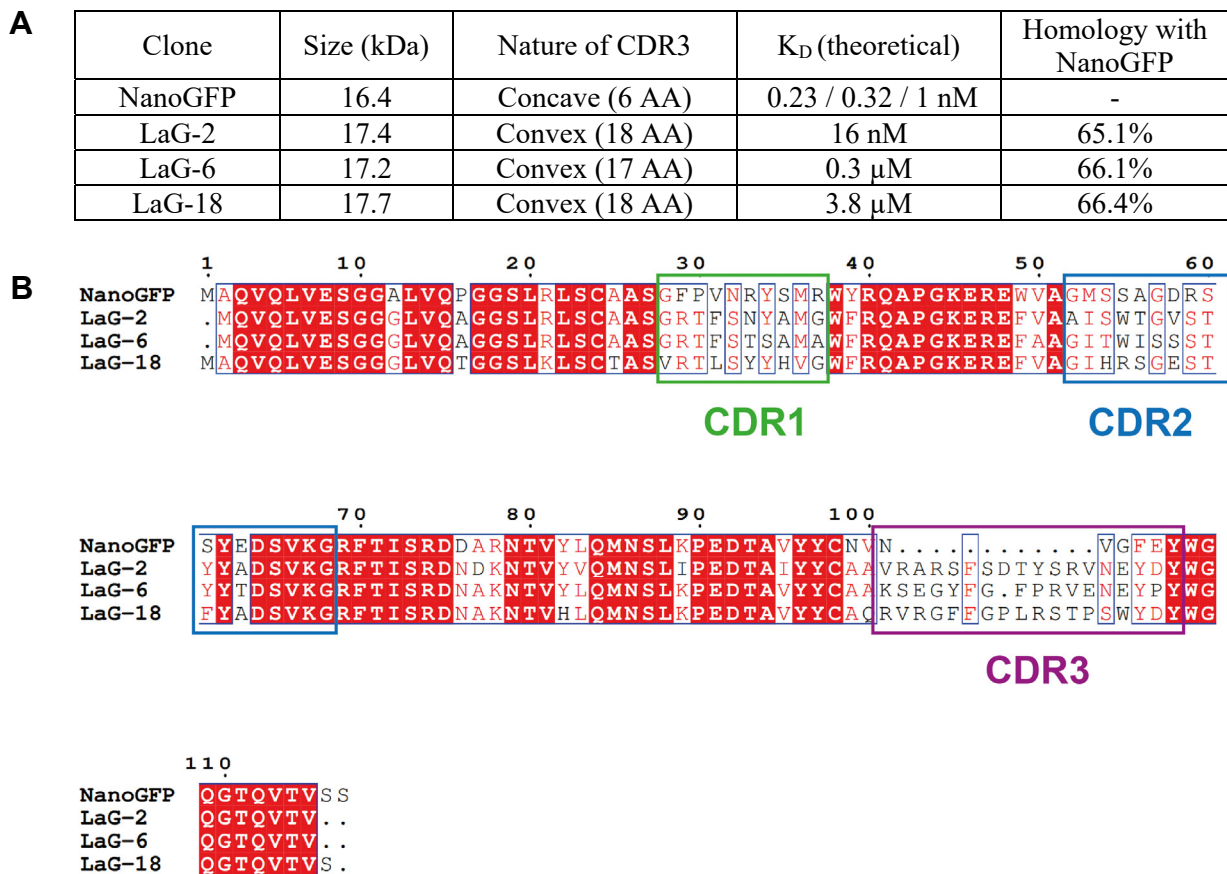 A
Clone	Size (kDa)	Nature of CDR3	K_D (theoretical)	Homology with NanoGFP
NanoGFP	16.4	Concave (6 AA)	0.23 / 0.32 / 1 nM	-
LaG-2	17.4	Convex (18 AA)	16 nM	65.1%
LaG-6	17.2	Convex (17 AA)	0.3 µM	66.1%
LaG-18	17.7	Convex (18 AA)	3.8 µM	66.4%
B
1 10 20 30 40 50 60
NanoGFP MAQVQLVESGGALVQPGGSLRLSCAASGFPVNRYSMRWYRQAPGKEREWVAGMSSAGDRS
LaG-2 .MQVQLVESGGGLVQAGGSLRLSCAASGRTFSNYAMGWFRQAPGKEREFVAAISWTGVST
LaG-6 .MQVQLVESGGGLVQAGGSLRLSCAASGRTFSTSAMAWFRQAPGKEREFAAGITWISSST
LaG-18 MAQVQLVESGGGLVQTGGSLKLSCTASVRTLSYYHVGWFRQAPGKEREFVAGIHRSGEST
CDR1 CDR2
70 80 90 100
NanoGFP SYEDSVKGRFTISRDDARNTVYLQMNSLKPEDTAVYYCNVN............VGFEYWG
LaG-2 YYADSVKGRFTISRDNDKNTVYVQMNSLIPEDTAIYYCAAVRARSFSDTYSRVNEYDYWG
LaG-6 YYTDSVKGRFTISRDNAKNTVYLQMNSLKPEDTAVYYCAAKSEGYFG.FPRVENEYPYWG
LaG-18 FYADSVKGRFTISRDNAKNTVHLQMNSLKPEDTAVYYCAQRVRGFFGPLRSTPSWYDYWG
CDR3
110
NanoGFP QGTQVTVSS
LaG-2 QGTQVTV..
LaG-6 QGTQVTV..
LaG-18 QGTQVTVS.